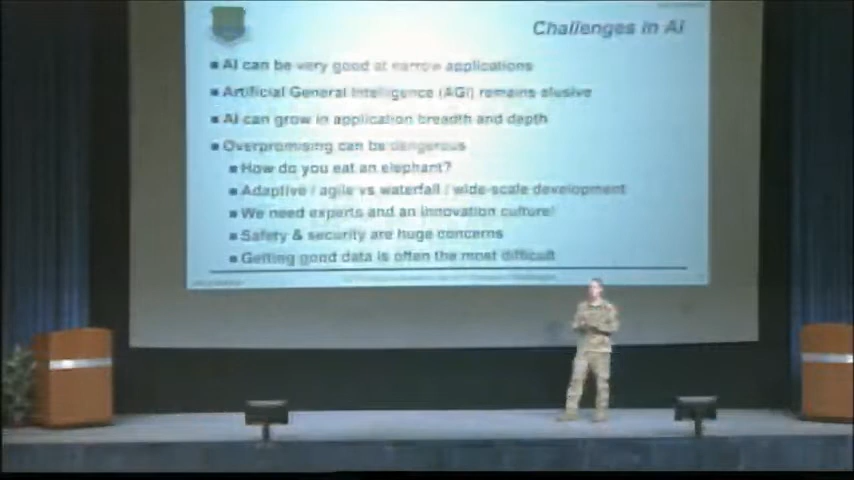 Challenges in AI
▪ AI can be very good at narrow applications
▪ Artificial General Intelligence (AGI) remains elusive
▪ AI can grow in application breadth and depth
▪ Overpromising can be dangerous
▪ How do you eat an elephant?
▪ Adaptive / agile vs waterfall / wide-scale development
▪ We need experts and an innovation culture!
▪ Safety & security are huge concerns
▪ Getting good data is often the most difficult